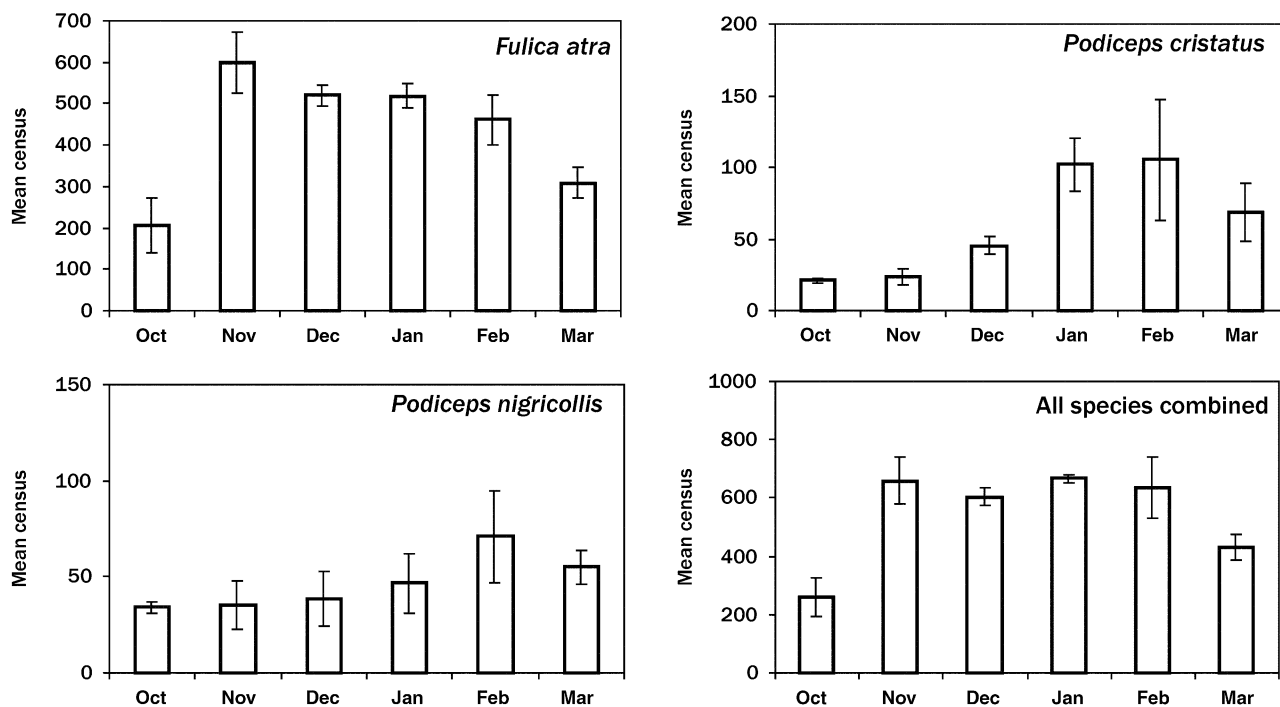 Fulica atra
Mean census
700
600
500
400
300
200
100
0
Oct Nov Dec Jan Feb Mar
Podiceps cristatus
Mean census
200
150
100
50
0
Oct Nov Dec Jan Feb Mar
Podiceps nigricollis
Mean census
150
100
50
0
Oct Nov Dec Jan Feb Mar
All species combined
Mean census
1000
800
600
400
200
0
Oct Nov Dec Jan Feb Mar